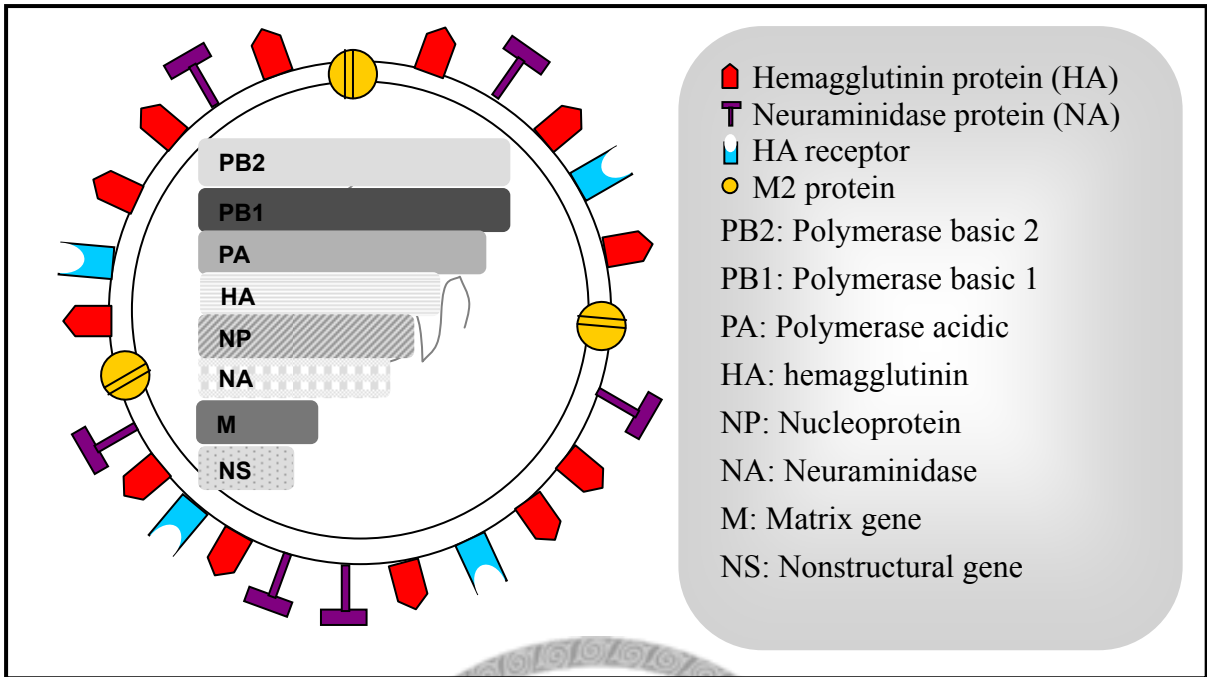 PB2
PB1
PA
HA
NP
NA
M
NS
Hemagglutinin protein (HA)
Neuraminidase protein (NA)
HA receptor
M2 protein
PB2: Polymerase basic 2
PB1: Polymerase basic 1
PA: Polymerase acidic
HA: hemagglutinin
NP: Nucleoprotein
NA: Neuraminidase
M: Matrix gene
NS: Nonstructural gene